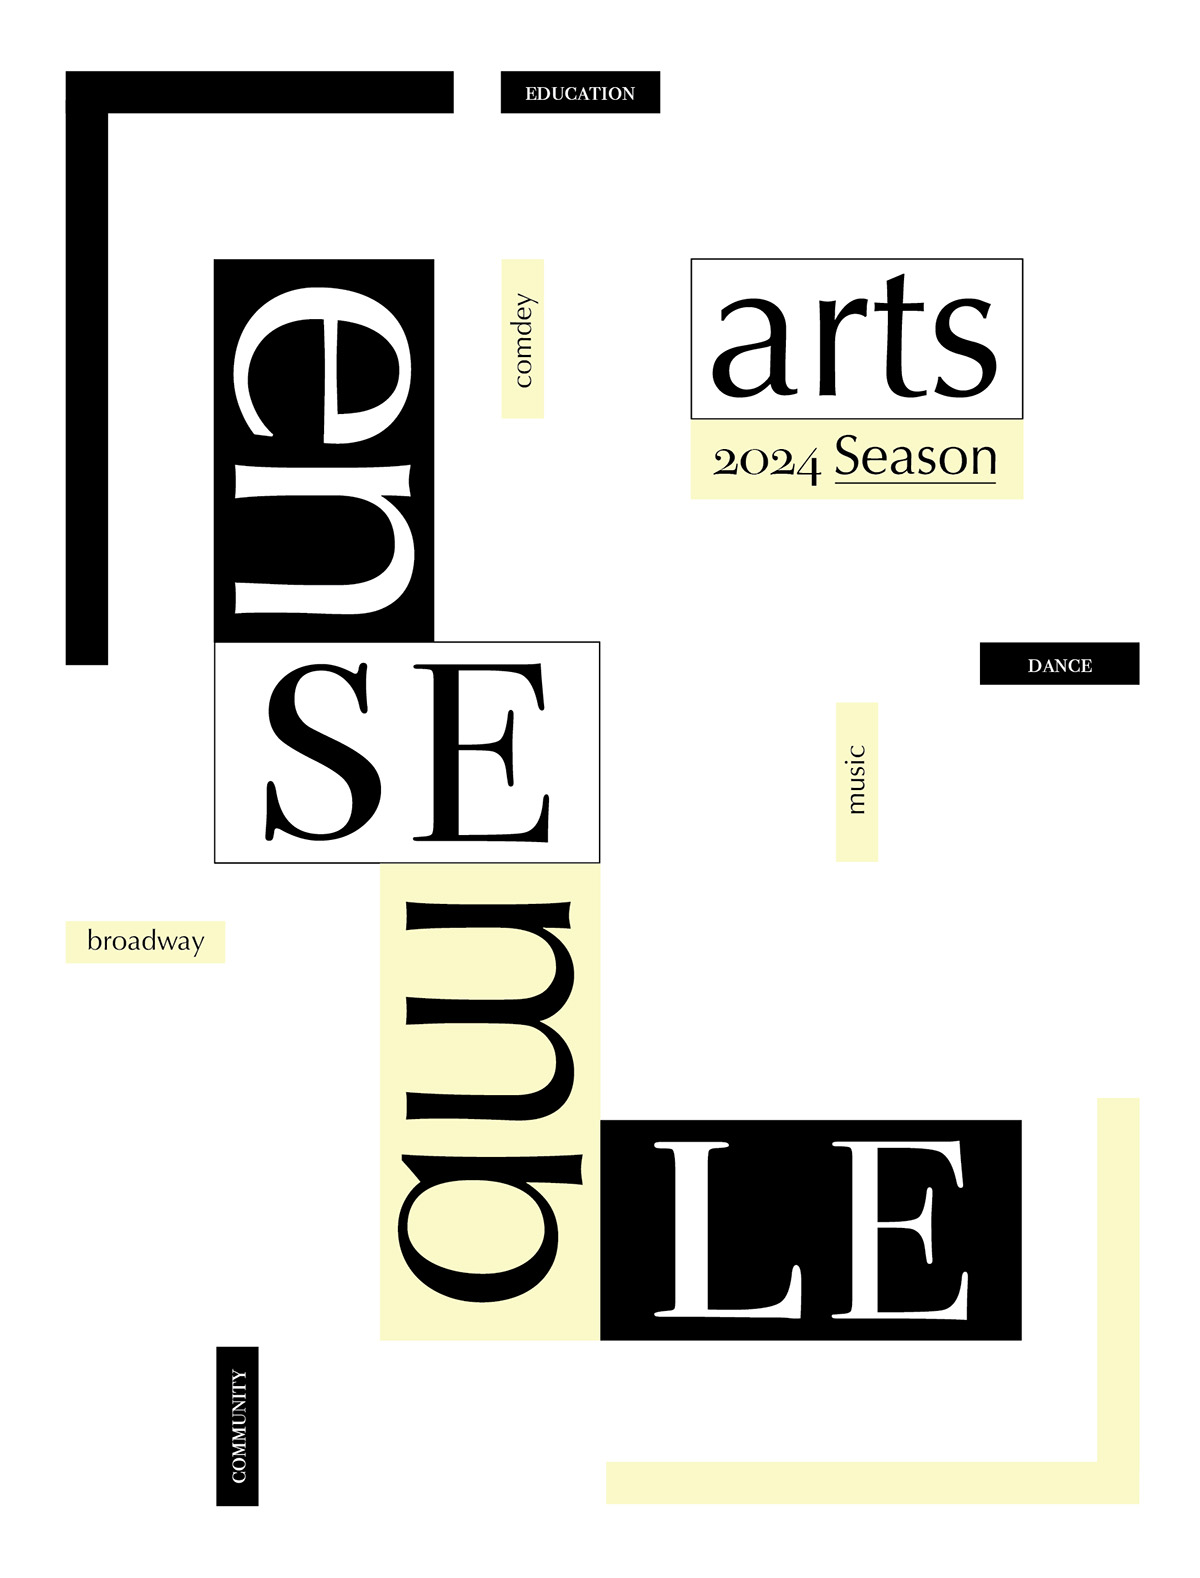 EDUCATION
en
SE
mb
LE
comdey
arts
2024 Season
DANCE
music
broadway
COMMUNITY